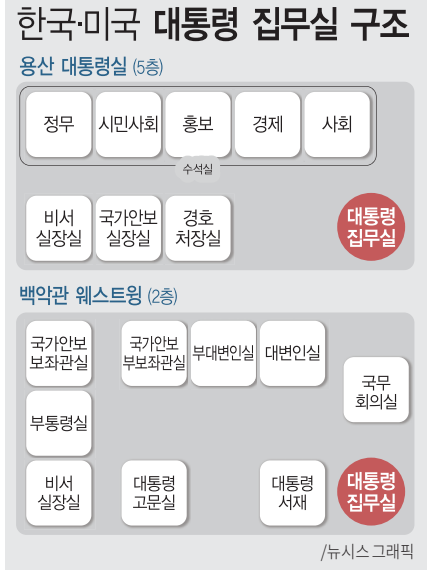 한국·미국 대통령 집무실 구조
용산 대통령실 (5층)
정무 시민사회 홍보 경제 사회
수석실
비서
실장실
국가안보
실장실
경호
처장실
대통령
집무실
백악관 웨스트윙 (2층)
국가안보
보좌관실
국가안보
부보좌관실
부대변인실
대변인실
국무
회의실
부통령실
비서
실장실
대통령
고문실
대통령
서재
대통령
집무실
/뉴시스 그래픽